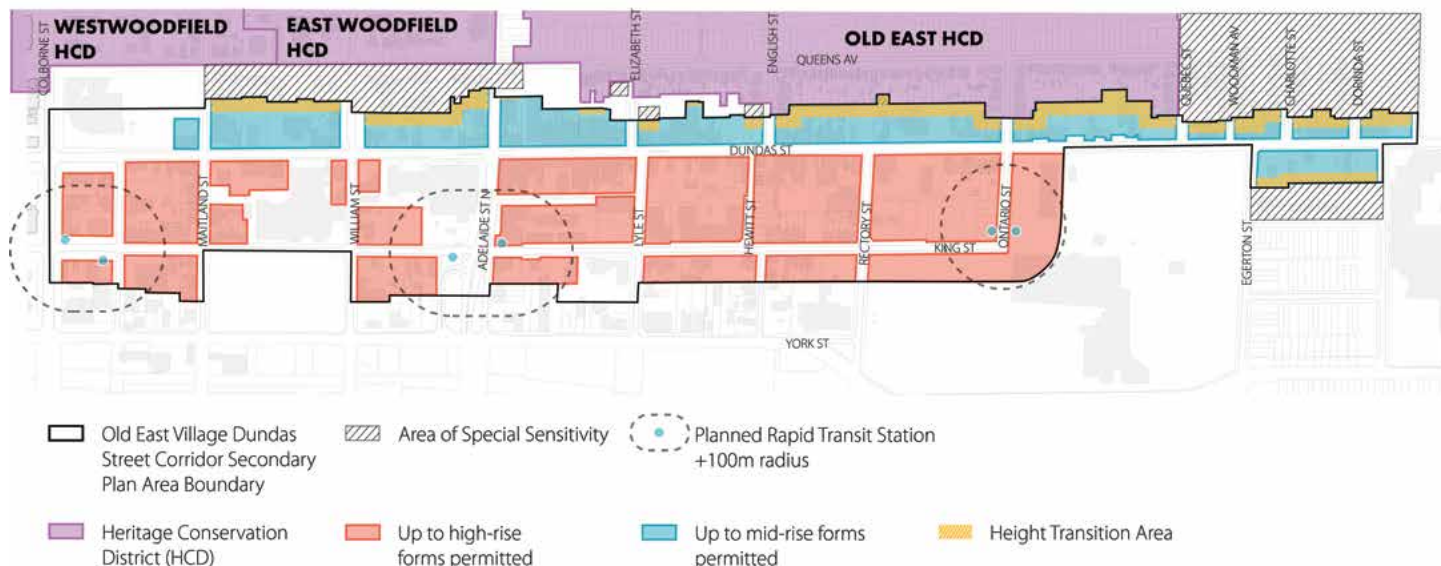 WESTWOODFIELD
HCD
EAST WOODFIELD
HCD
OLD EAST HCD
COLBORNE ST
ELIZABETH ST
ENGLISH ST
QUEENS AV
QUEBEC ST
WOODMAN AV
CHARLOTTE ST
DORINDA ST
DUNDAS ST
MAITLAND ST
WILLIAM ST
ADELAIDE ST N
LYLE ST
HEWITT ST
RECTORY ST
KING ST
ONTARIO ST
EGERTON ST
YORK ST
Old East Village Dundas
Street Corridor Secondary
Plan Area Boundary
Area of Special Sensitivity
Planned Rapid Transit Station
+100m radius
Heritage Conservation
District (HCD)
Up to high-rise
forms permitted
Up to mid-rise forms
permitted
Height Transition Area